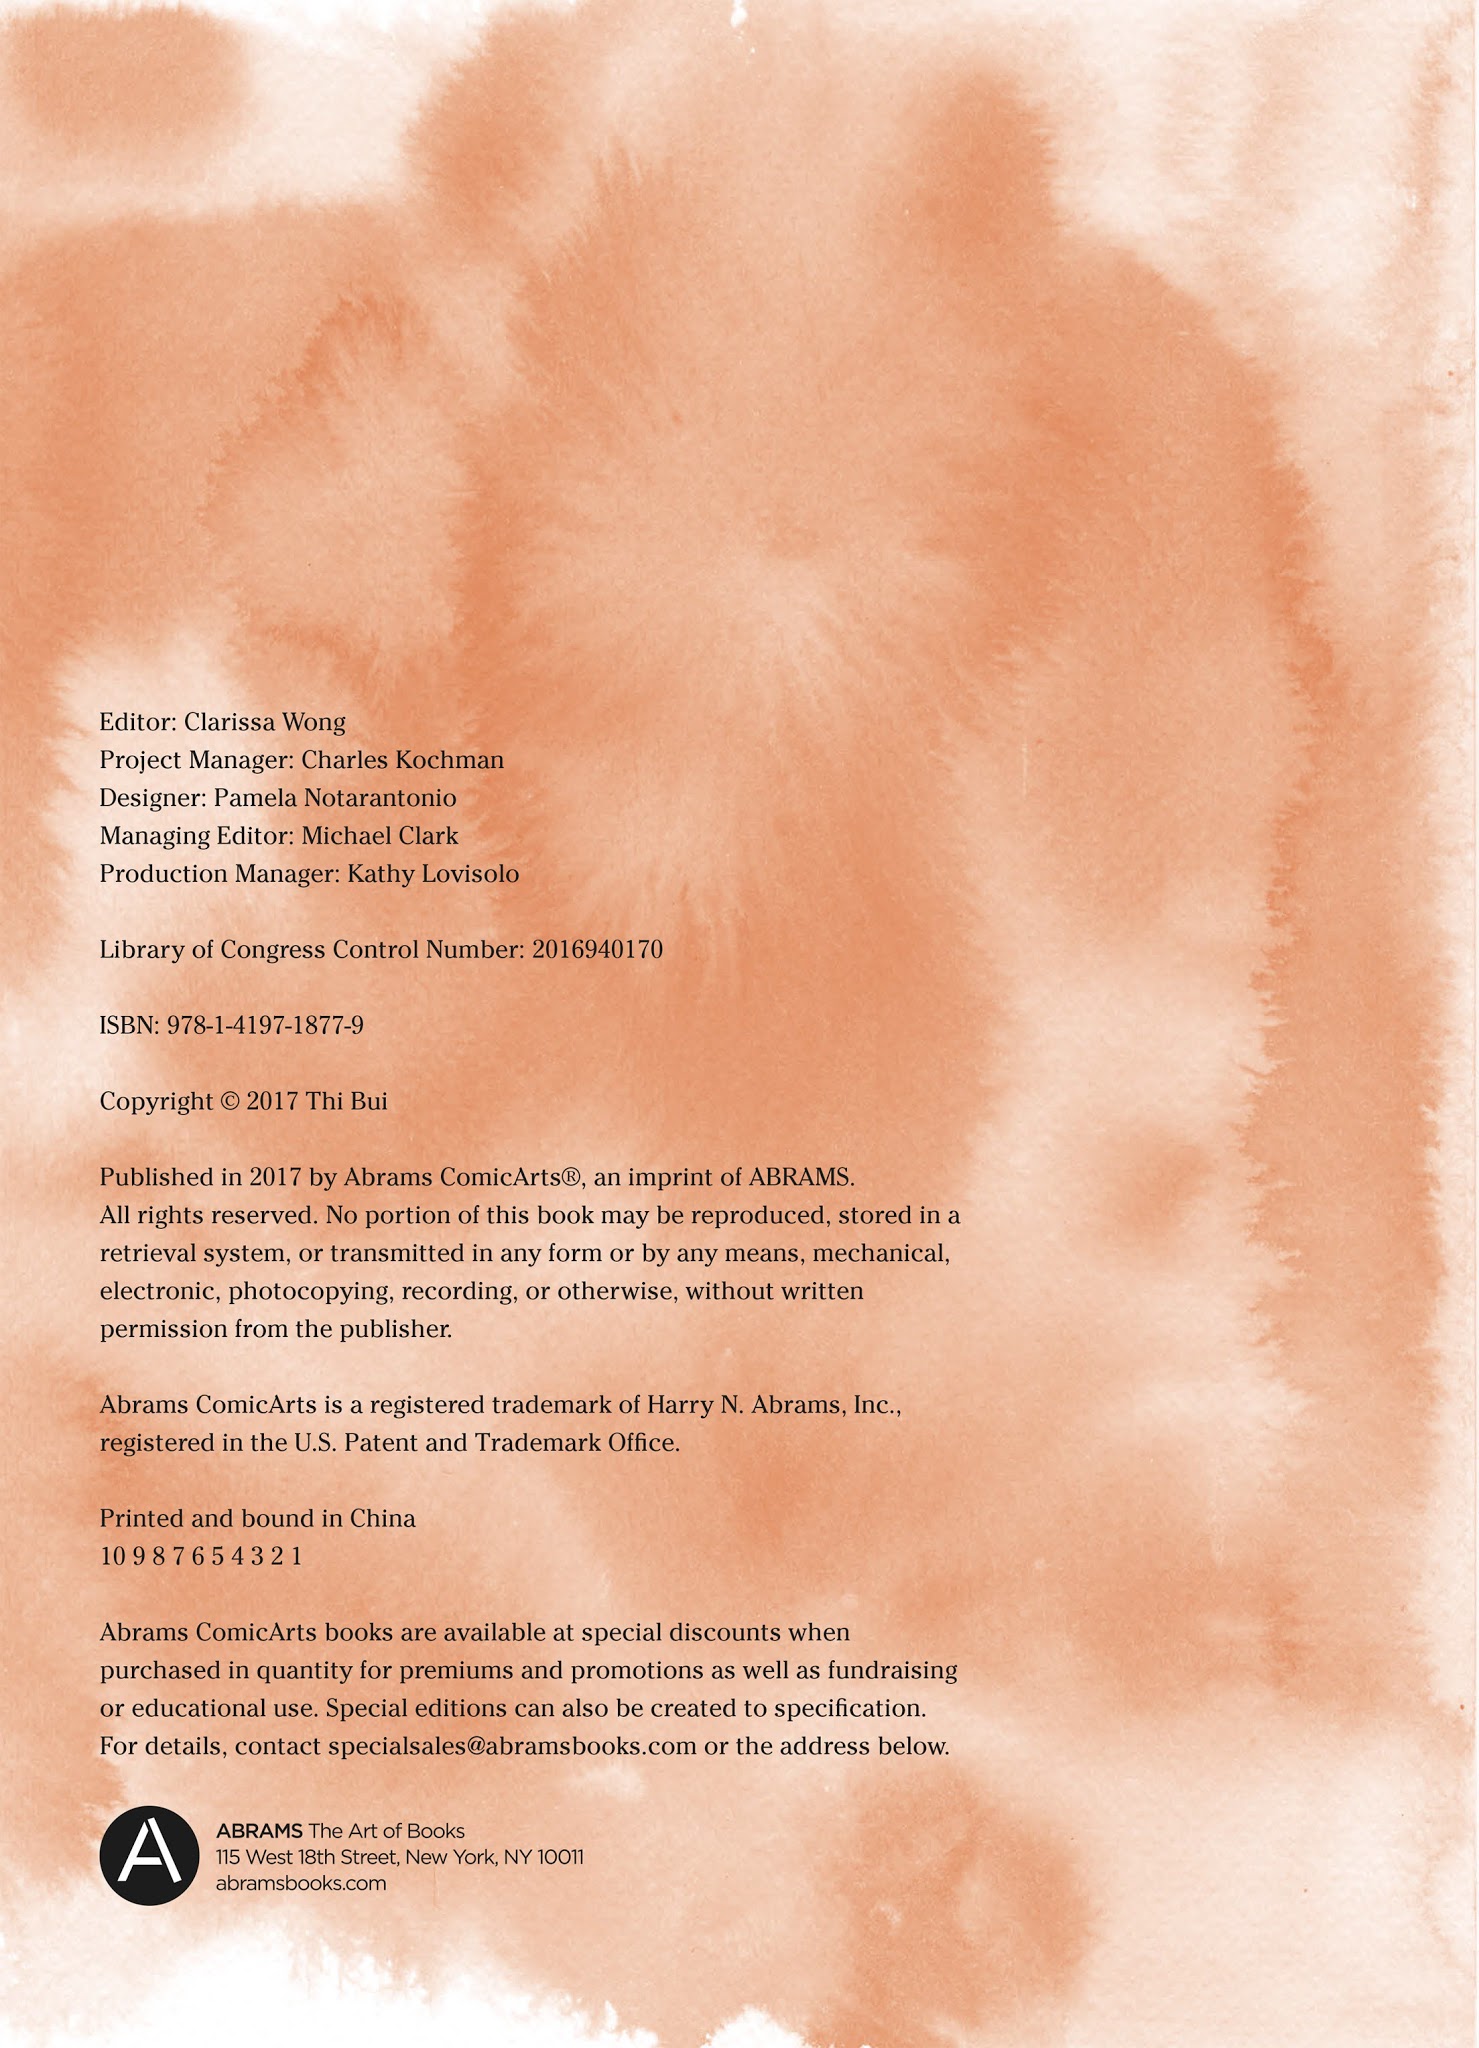 Editor: Clarissa Wong
Project Manager: Charles Kochman
Designer: Pamela Notarantonio
Managing Editor: Michael Clark
Production Manager: Kathy Lovisolo
Library of Congress Control Number: 2016940170
ISBN: 978-1-4197-1877-9
Copyright © 2017 Thi Bui
Published in 2017 by Abrams ComicArts®, an imprint of ABRAMS.
All rights reserved. No portion of this book may be reproduced, stored in a
retrieval system, or transmitted in any form or by any means, mechanical,
electronic, photocopying, recording, or otherwise, without written
permission from the publisher.
Abrams ComicArts is a registered trademark of Harry N. Abrams, Inc.,
registered in the U.S. Patent and Trademark Office.
Printed and bound in China
10 9 8 7 6 5 4 3 2 1
Abrams ComicArts books are available at special discounts when
purchased in quantity for premiums and promotions as well as fundraising
or educational use. Special editions can also be created to specification.
For details, contact specialsales@abramsbooks.com or the address below.
A
ABRAMS The Art of Books
115 West 18th Street, New York, NY 10011
abramsbooks.com